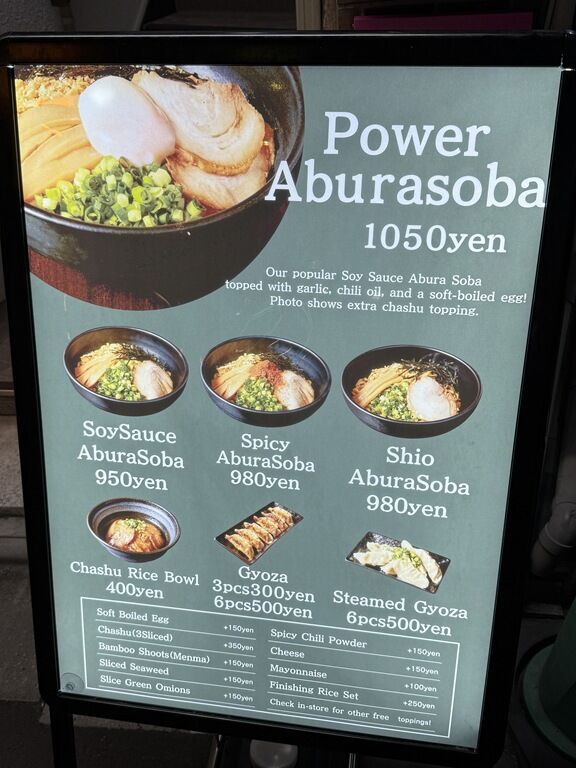 Power
Aburasoba
1050yen
Our popular Soy Sauce Abura Soba
topped with garlic, chili oil, and a soft-boiled egg!
Photo shows extra chashu topping.
SoySauce
AburaSoba
950yen
Spicy
AburaSoba
980yen
Shio
AburaSoba
980yen
Chashu Rice Bowl
400yen
Gyoza
3pcs300yen
6pcs500yen
Steamed Gyoza
6pcs500yen
Soft Boiled Egg +150yen
Chashu(3Sliced) +350yen
Bamboo Shoots(Menma) +150yen
Sliced Seaweed +150yen
Slice Green Onions +150yen
Spicy Chili Powder +150yen
Cheese +150yen
Mayonnaise +100yen
Finishing Rice Set +250yen
Check in-store for other free toppings!